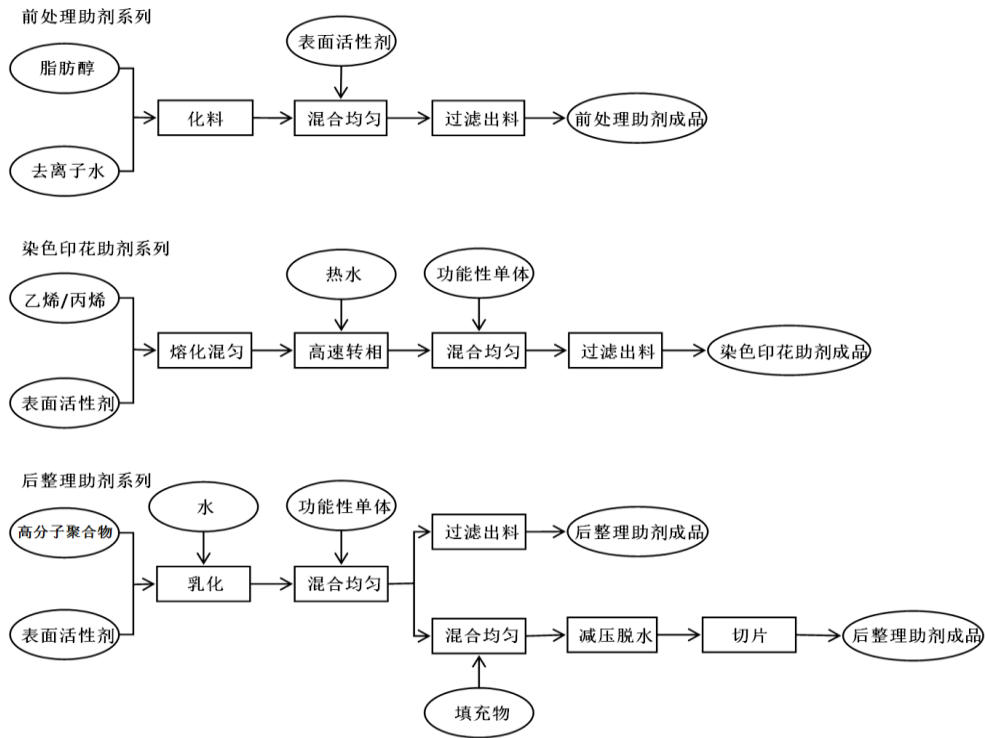 前处理助剂系列
表面活性剂
脂肪醇
化料
混合均匀
过滤出料
前处理助剂成品
去离子水
染色印花助剂系列
热水
功能性单体
乙烯/丙烯
熔化混匀
高速转相
混合均匀
过滤出料
染色印花助剂成品
表面活性剂
后整理助剂系列
水
功能性单体
高分子聚合物
过滤出料
后整理助剂成品
乳化
混合均匀
表面活性剂
混合均匀
减压脱水
切片
后整理助剂成品
填充物